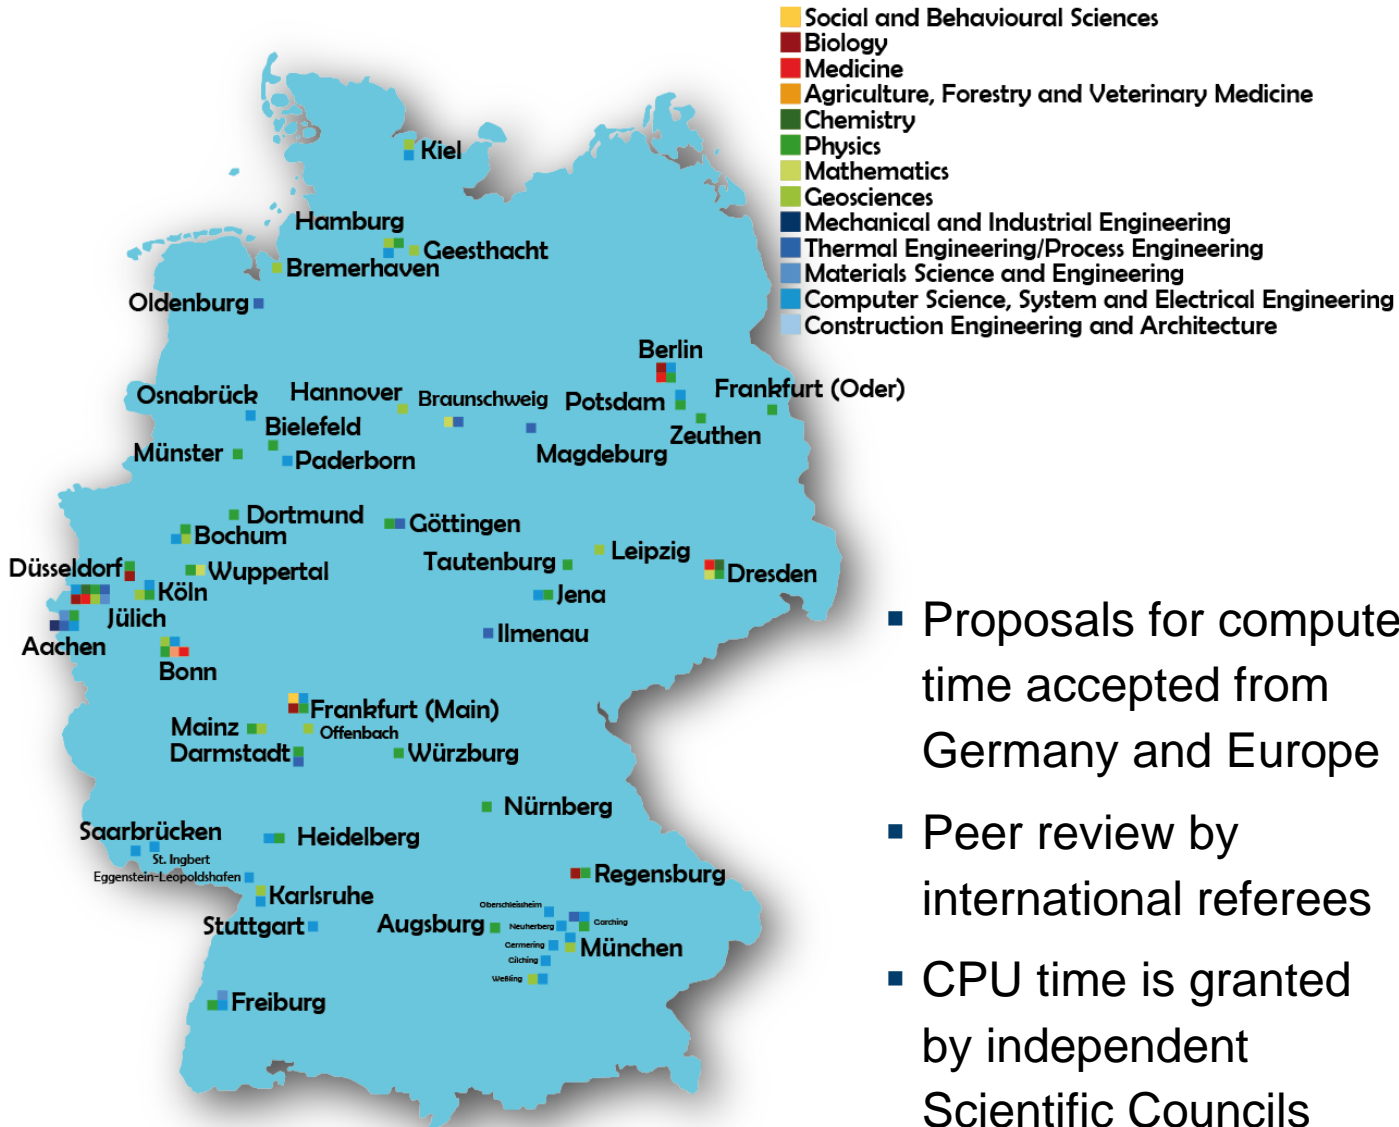 Social and Behavioural Sciences
Biology
Medicine
Agriculture, Forestry and Veterinary Medicine
Chemistry
Physics
Mathematics
Geosciences
Mechanical and Industrial Engineering
Thermal Engineering/Process Engineering
Materials Science and Engineering
Computer Science, System and Electrical Engineering
Construction Engineering and Architecture
Kiel
Hamburg
Geesthacht
Bremerhaven
Oldenburg
Berlin
Osnabrück
Hannover
Braunschweig
Potsdam
Frankfurt (Oder)
Bielefeld
Zeuthen
Münster
Paderborn
Magdeburg
Dortmund
Göttingen
Bochum
Leipzig
Düsseldorf
Wuppertal
Tautenburg
Dresden
Köln
Jena
Jülich
Ilmenau
Aachen
Bonn
Frankfurt (Main)
Mainz
Offenbach
Darmstadt
Würzburg
Nürnberg
Saarbrücken
Heidelberg
St. Ingbert
Eggenstein-Leopoldshafen
Regensburg
Karlsruhe
Oberschleisheim
Stuttgart
Augsburg
Neuherberg
Garching
Germering
München
Gilching
Weßling
Freiburg
Proposals for compute
time accepted from
Germany and Europe
Peer review by
international referees
CPU time is granted
by independent
Scientific Councils